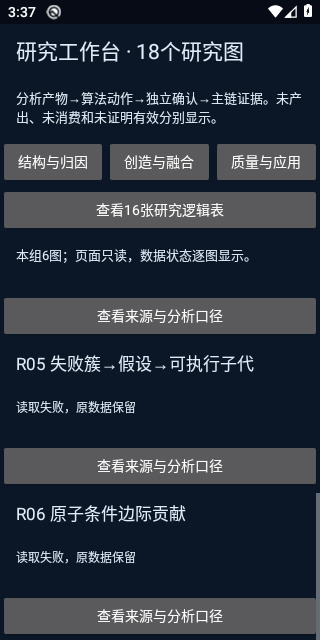 3:37
研究工作台 · 18个研究图
分析产物→算法动作→独立确认→主链证据。未产
出、未消费和未证明有效分别显示。
结构与归因 创造与融合 质量与应用
查看16张研究逻辑表
本组6图；页面只读，数据状态逐图显示。
查看来源与分析口径
R05 失败簇→假设→可执行子代
读取失败，原数据保留
查看来源与分析口径
R06 原子条件边际贡献
读取失败，原数据保留
查看来源与分析口径